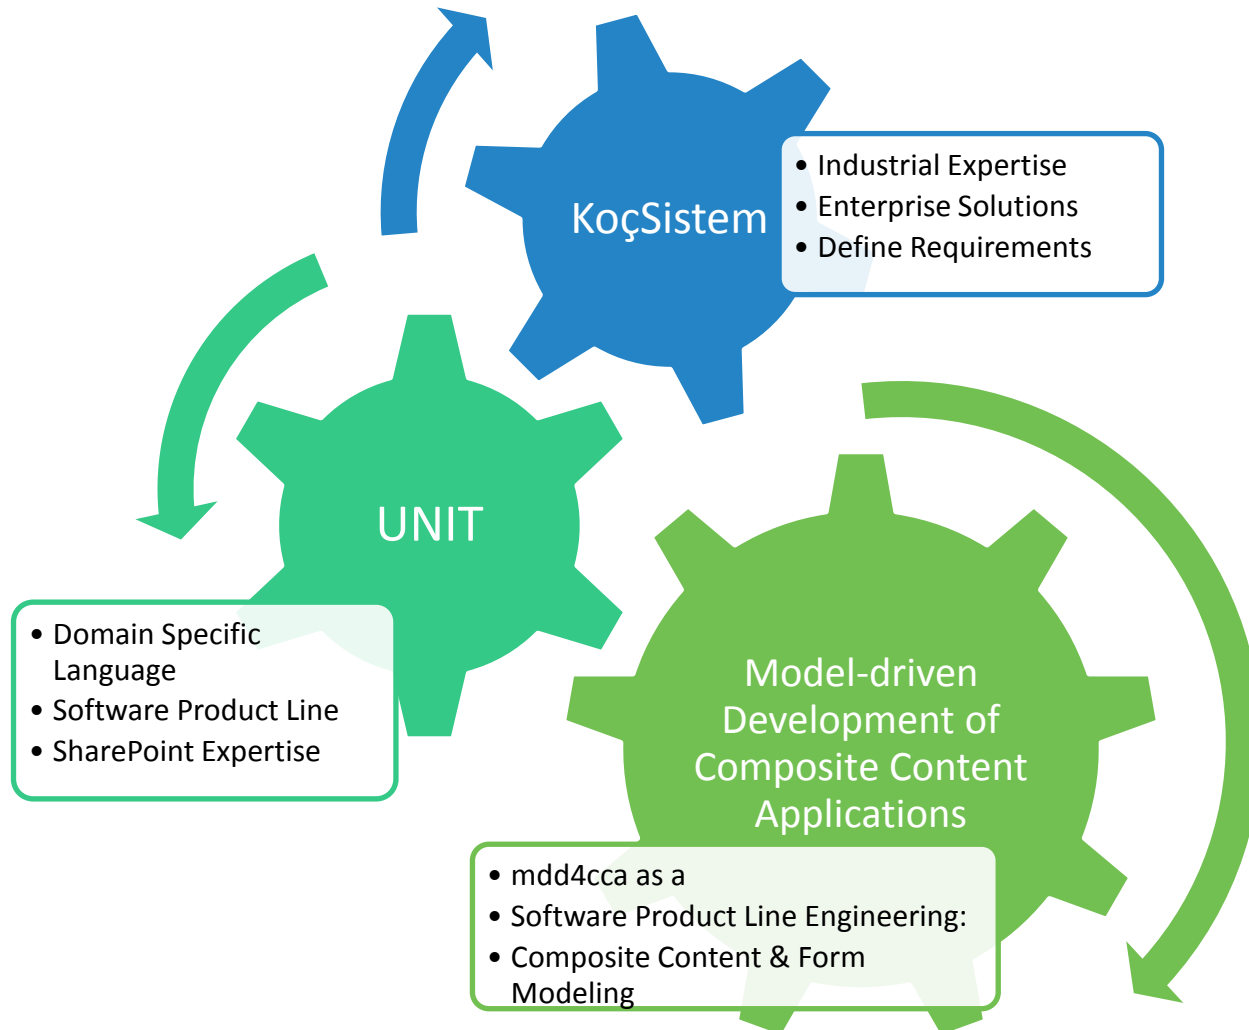 KoçSistem
• Industrial Expertise
• Enterprise Solutions
• Define Requirements
UNIT
• Domain Specific
Language
• Software Product Line
• SharePoint Expertise
Model-driven
Development of
Composite Content
Applications
• mdd4cca as a
• Software Product Line Engineering:
• Composite Content & Form
Modeling